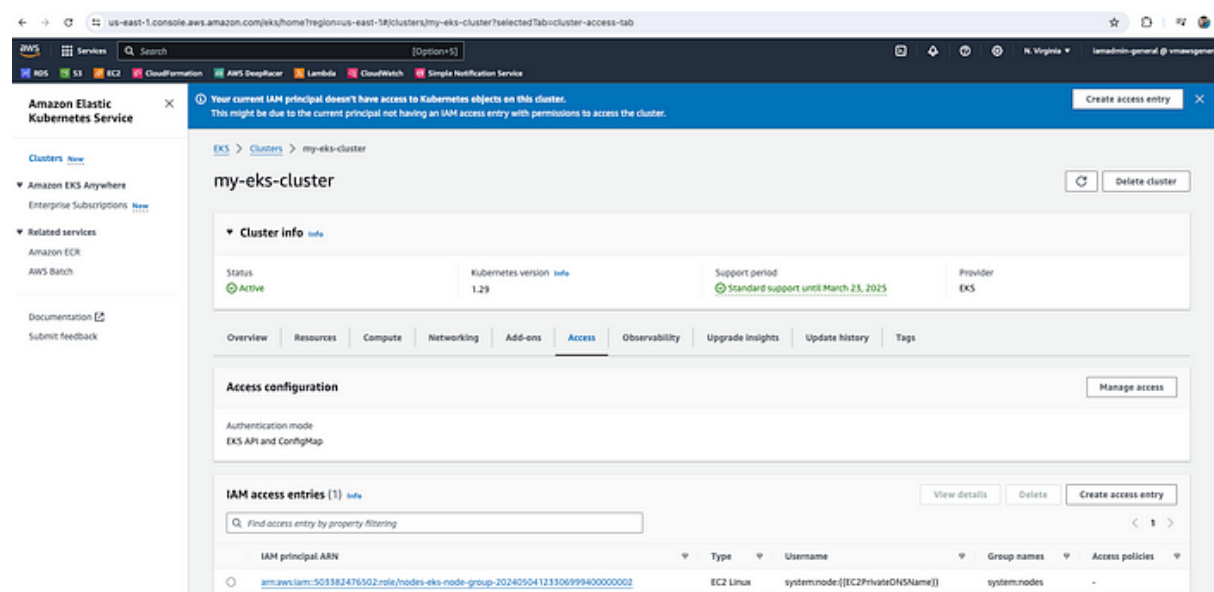 us-east-1.console.aws.amazon.com/eks/home?region=us-east-1#/clusters/my-eks-cluster?selectedTab=cluster-access-tab
aws Services Search [Option+S] N. Virginia iamadmin-general @ vmawsgener
RDS S3 EC2 CloudFormation AWS DeepRacer Lambda CloudWatch Simple Notification Service
Amazon Elastic Kubernetes Service
Clusters New
Amazon EKS Anywhere
Enterprise Subscriptions New
Related services
Amazon ECR
AWS Batch
Documentation
Submit feedback
Your current IAM principal doesn't have access to Kubernetes objects on this cluster.
This might be due to the current principal not having an IAM access entry with permissions to access the cluster.
Create access entry
EKS > Clusters > my-eks-cluster
my-eks-cluster
Delete cluster
Cluster info Info
Status
Active
Kubernetes version Info
1.29
Support period
Standard support until March 23, 2025
Provider
EKS
Overview Resources Compute Networking Add-ons Access Observability Upgrade insights Update history Tags
Access configuration
Manage access
Authentication mode
EKS API and ConfigMap
IAM access entries (1) Info
View details Delete Create access entry
Find access entry by property filtering
< 1 >
IAM principal ARN Type Username Group names Access policies
arn:aws:iam::503382476502:role/nodes-eks-node-group-20240504123306999400000002 EC2 Linux system:node:{{EC2PrivateDNSName}} system:nodes -